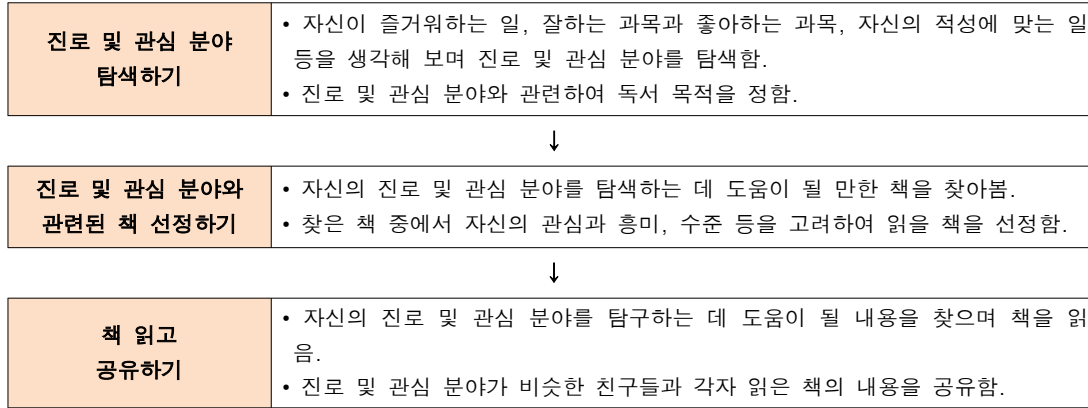 진로 및 관심 분야
탐색하기
• 자신이 즐거워하는 일, 잘하는 과목과 좋아하는 과목, 자신의 적성에 맞는 일
등을 생각해 보며 진로 및 관심 분야를 탐색함.
• 진로 및 관심 분야와 관련하여 독서 목적을 정함.
↓
진로 및 관심 분야와
관련된 책 선정하기
• 자신의 진로 및 관심 분야를 탐색하는 데 도움이 될 만한 책을 찾아봄.
• 찾은 책 중에서 자신의 관심과 흥미, 수준 등을 고려하여 읽을 책을 선정함.
↓
책 읽고
공유하기
• 자신의 진로 및 관심 분야를 탐구하는 데 도움이 될 내용을 찾으며 책을 읽
음.
• 진로 및 관심 분야가 비슷한 친구들과 각자 읽은 책의 내용을 공유함.